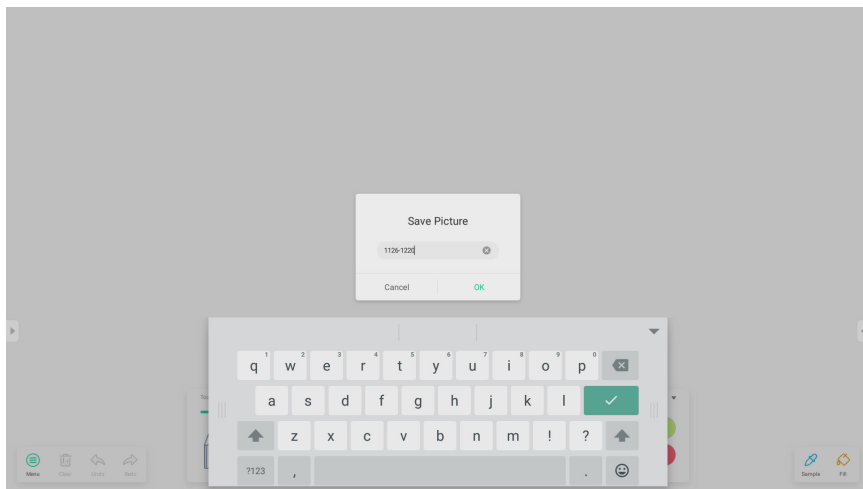 Save Picture
1126-1220
Cancel OK
1 2 3 4 5 6 7 8 9 0
q w e r t y u i o p
a s d f g h j k l
z x c v b n m ! ?
?123 , .
Menu Clear Undo Redo Sample Fill